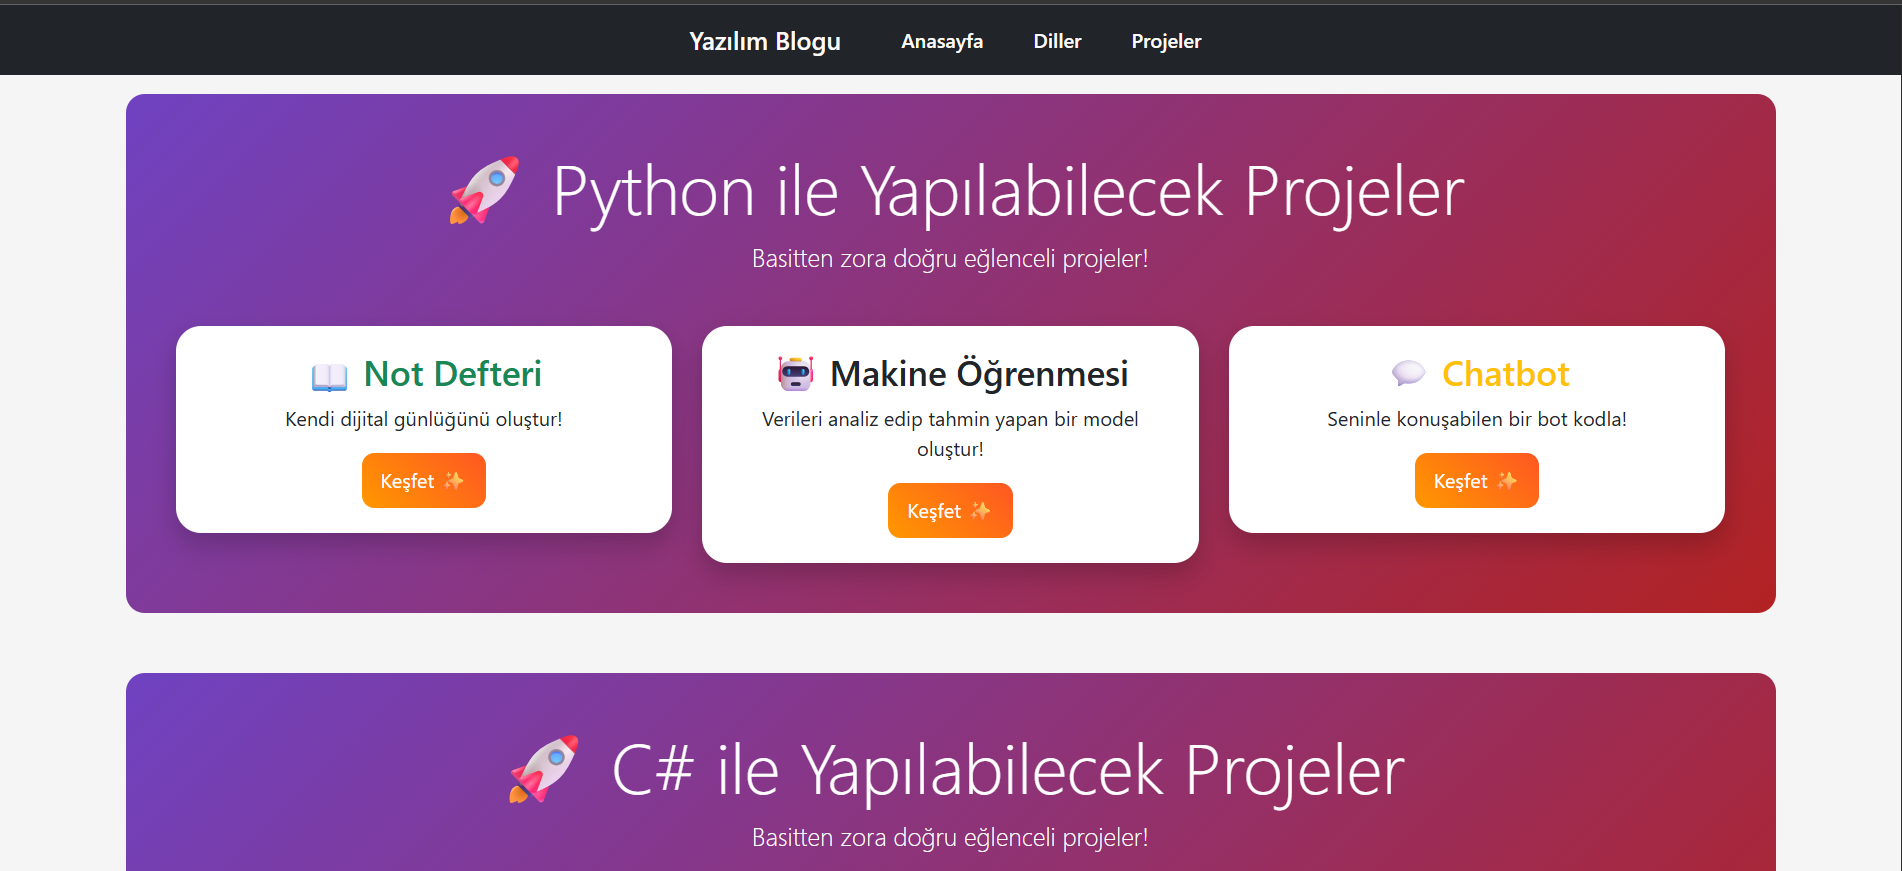 Yazılım Blogu Anasayfa Diller Projeler
🚀 Python ile Yapılabilecek Projeler
Basitten zora doğru eğlenceli projeler!
📖 Not Defteri
Kendi dijital günlüğünü oluştur!
Keşfet ✨
🤖 Makine Öğrenmesi
Verileri analiz edip tahmin yapan bir model
oluştur!
Keşfet ✨
💬 Chatbot
Seninle konuşabilen bir bot kodla!
Keşfet ✨
🚀 C# ile Yapılabilecek Projeler
Basitten zora doğru eğlenceli projeler!